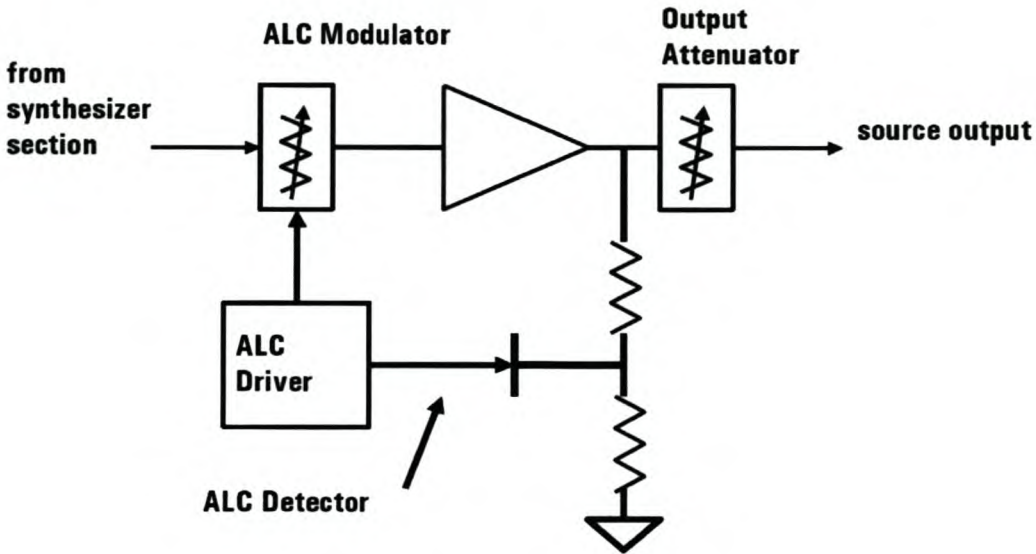 ALC Modulator
Output
Attenuator
from
synthesizer
section
source output
ALC
Driver
ALC Detector